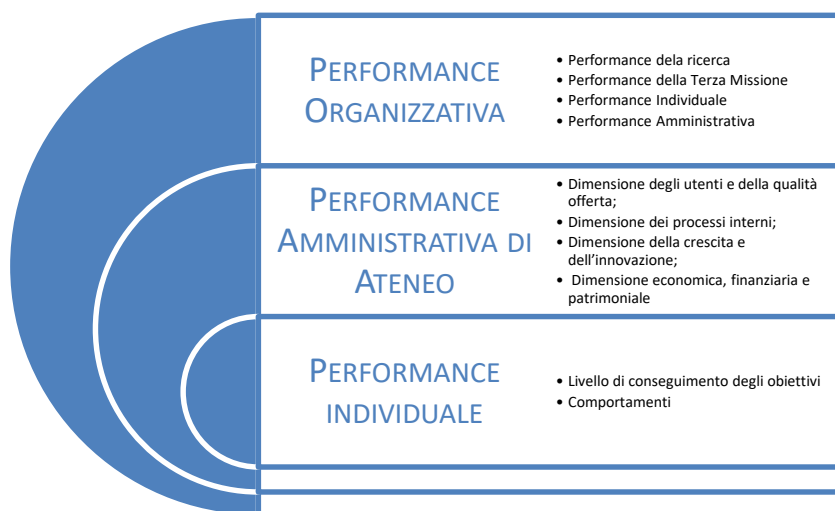 PERFORMANCE
ORGANIZZATIVA
• Performance dela ricerca
• Performance della Terza Missione
• Performance Individuale
• Performance Amministrativa
PERFORMANCE
AMMINISTRATIVA DI
ATENEO
• Dimensione degli utenti e della qualità
offerta;
• Dimensione dei processi interni;
• Dimensione della crescita e
dell'innovazione;
• Dimensione economica, finanziaria e
patrimoniale
PERFORMANCE
INDIVIDUALE
• Livello di conseguimento degli obiettivi
• Comportamenti